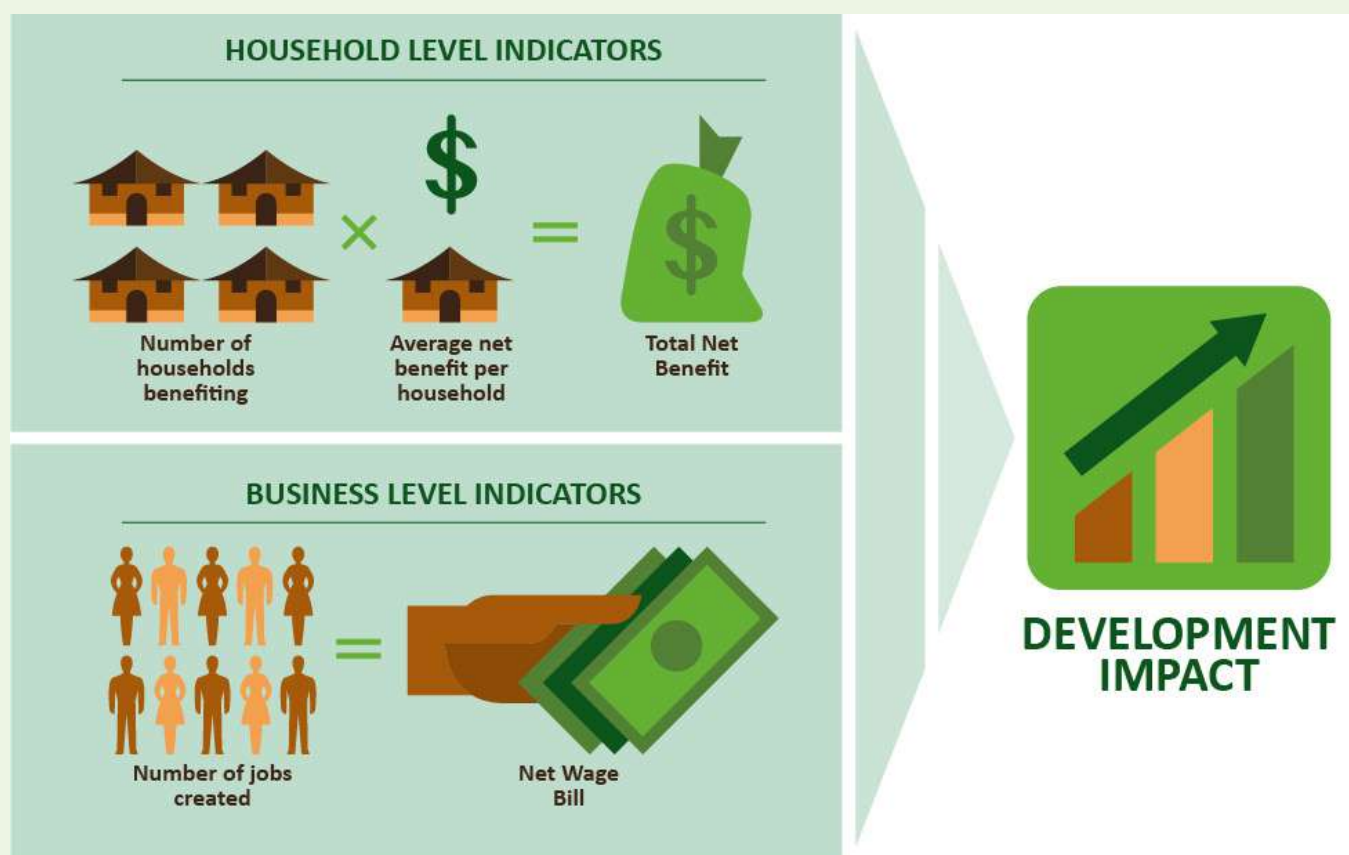 HOUSEHOLD LEVEL INDICATORS
$
×
=
$
Number of
households
benefiting
Average net
benefit per
household
Total Net
Benefit
BUSINESS LEVEL INDICATORS
=
Number of jobs
created
Net Wage
Bill
DEVELOPMENT
IMPACT